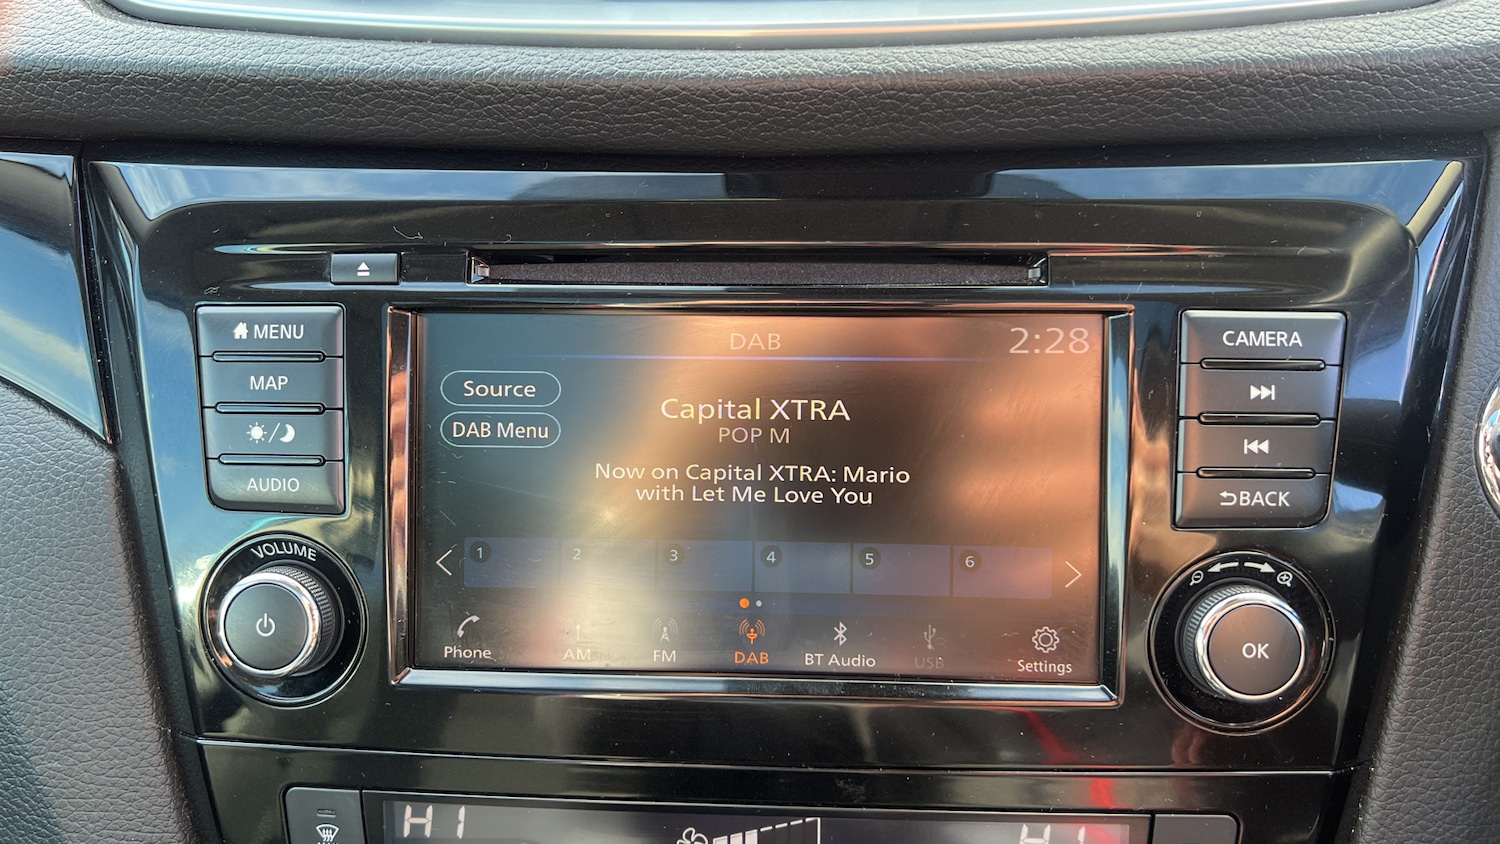 MENU
MAP
AUDIO
VOLUME
DAB
2:28
Source
DAB Menu
Capital XTRA
POP M
Now on Capital XTRA: Mario
with Let Me Love You
1 2 3 4 5 6
Phone AM FM DAB BT Audio USB Settings
CAMERA
BACK
OK
HI
HI